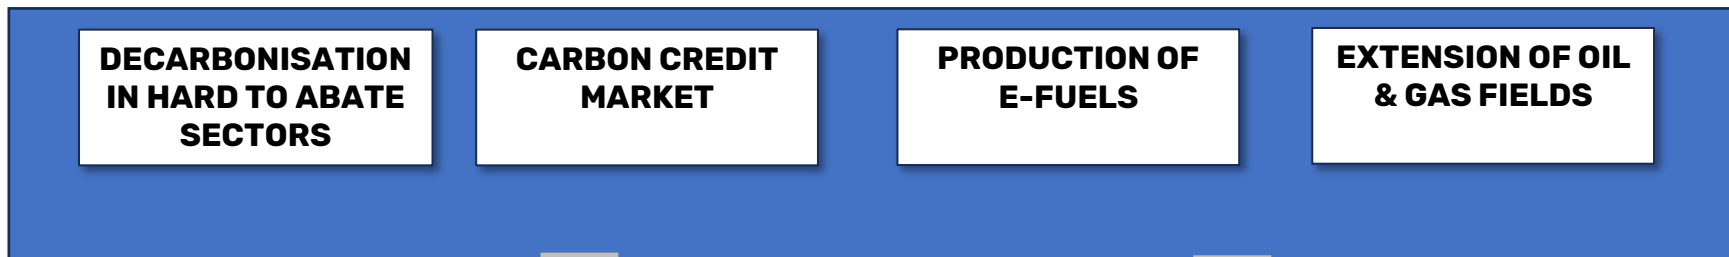 DECARBONISATION
IN HARD TO ABATE
SECTORS
CARBON CREDIT
MARKET
PRODUCTION OF
E-FUELS
EXTENSION OF OIL
& GAS FIELDS